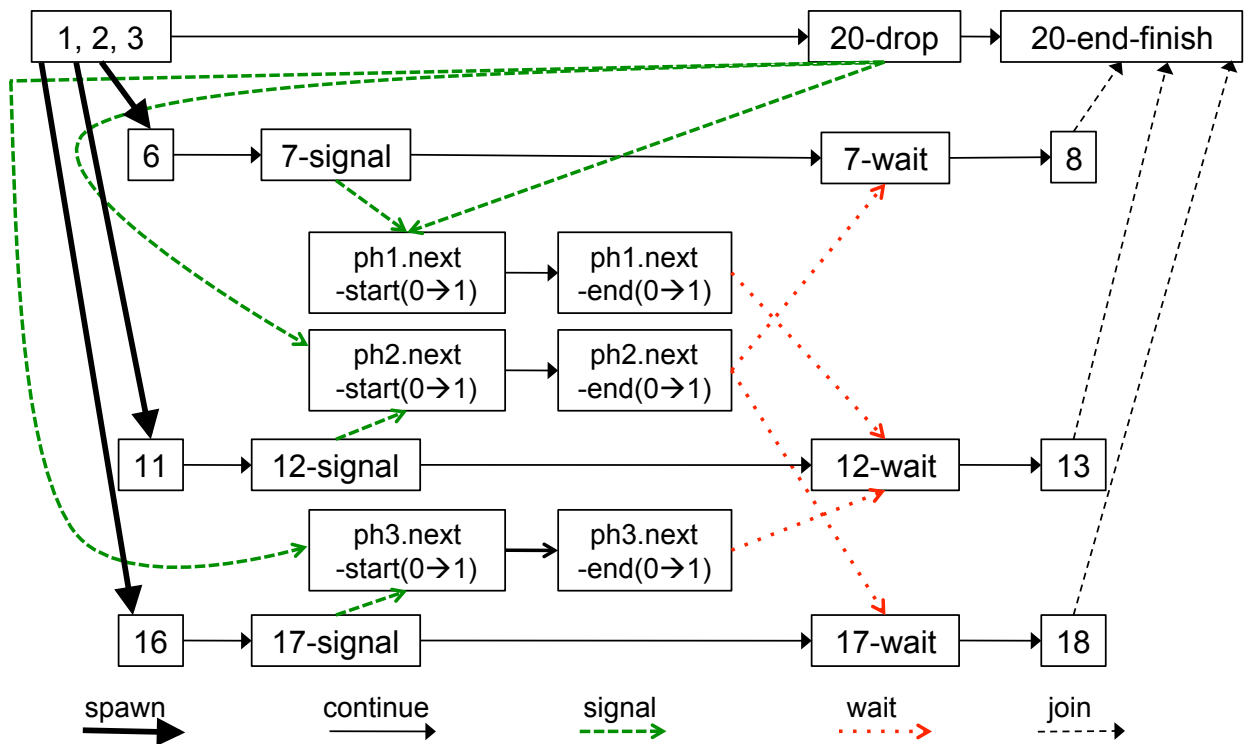 1, 2, 3
20-drop
20-end-finish
6
7-signal
7-wait
8
ph1.next
-start(0→1)
ph1.next
-end(0→1)
ph2.next
-start(0→1)
ph2.next
-end(0→1)
11
12-signal
12-wait
13
ph3.next
-start(0→1)
ph3.next
-end(0→1)
16
17-signal
17-wait
18
spawn
continue
signal
wait
join